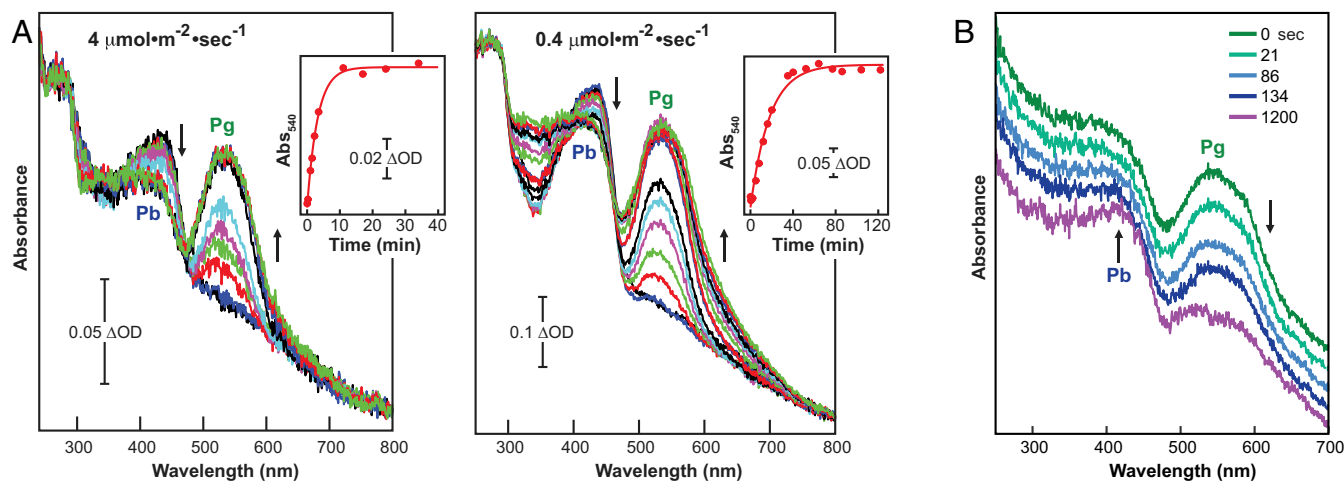 A
4 µmol•m⁻²•sec⁻¹
Absorbance
Pg
Pb
0.05 ΔOD
300 400 500 600 700 800
Wavelength (nm)
Abs₅₄₀
0.02 ΔOD
0 10 20 30 40
Time (min)
0.4 µmol•m⁻²•sec⁻¹
Pg
Pb
0.1 ΔOD
300 400 500 600 700 800
Wavelength (nm)
Abs₅₄₀
0.05 ΔOD
0 40 80 120
Time (min)
B
0 sec
21
86
134
1200
Absorbance
Pg
Pb
300 400 500 600 700
Wavelength (nm)